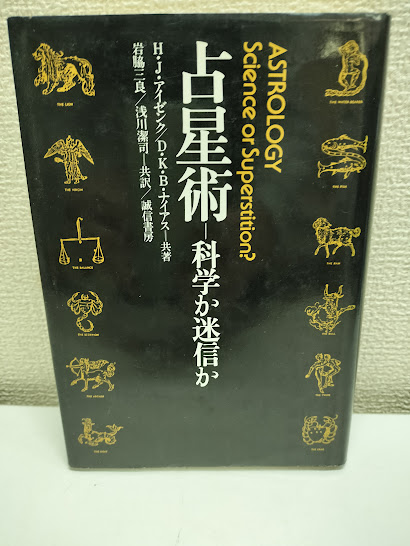 ASTROLOGY
Science or Superstition?
占星術―科学か迷信か
H・J・アイゼンク/D・K・B・ナイアス―共著
岩脇三良/浅川潔司―共訳/誠信書房
THE LION
THE VIRGIN
THE BALANCE
THE SCORPION
THE ARCHER
THE GOAT
THE WATER-BEARER
THE FISH
THE RAM
THE BULL
THE TWINS
THE CRAB